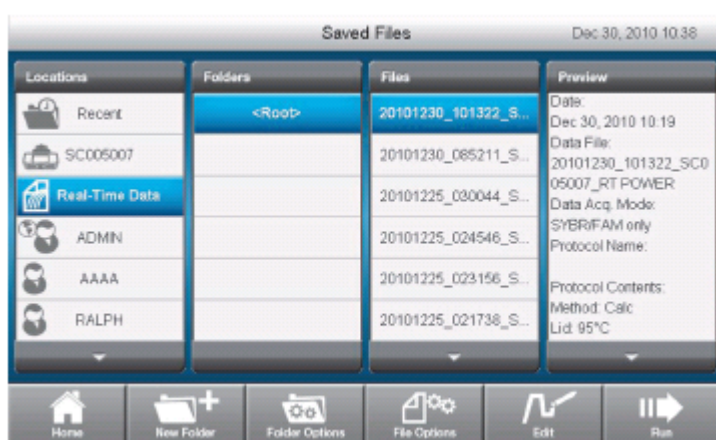 Saved Files
Dec 30, 2010 10:38
Locations
Recent
SC005007
Real-Time Data
ADMIN
AAAA
RALPH
Folders
<Root>
Files
20101230_101322_S...
20101230_085211_S...
20101225_030044_S...
20101225_024546_S...
20101225_023156_S...
20101225_021738_S...
Preview
Date:
Dec 30, 2010 10:19
Data File:
20101230_101322_SC0
05007_RT POWER
Data Acq. Mode:
SYBR/FAM only
Protocol Name:
Protocol Contents:
Method: Calc
Lid: 95°C
Home
New Folder
Folder Options
File Options
Edit
Run